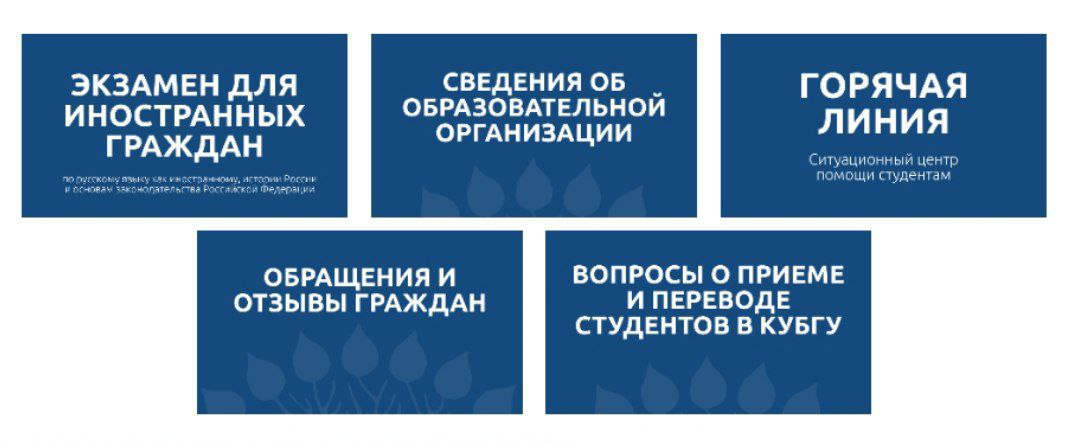 ЭКЗАМЕН ДЛЯ
ИНОСТРАННЫХ
ГРАЖДАН
по русскому языку как иностранному, истории России
и основам законодательства Российской Федерации
СВЕДЕНИЯ ОБ
ОБРАЗОВАТЕЛЬНОЙ
ОРГАНИЗАЦИИ
ГОРЯЧАЯ
ЛИНИЯ
Ситуационный центр
помощи студентам
ОБРАЩЕНИЯ И
ОТЗЫВЫ ГРАЖДАН
ВОПРОСЫ О ПРИЕМЕ
И ПЕРЕВОДЕ
СТУДЕНТОВ В КУБГУ